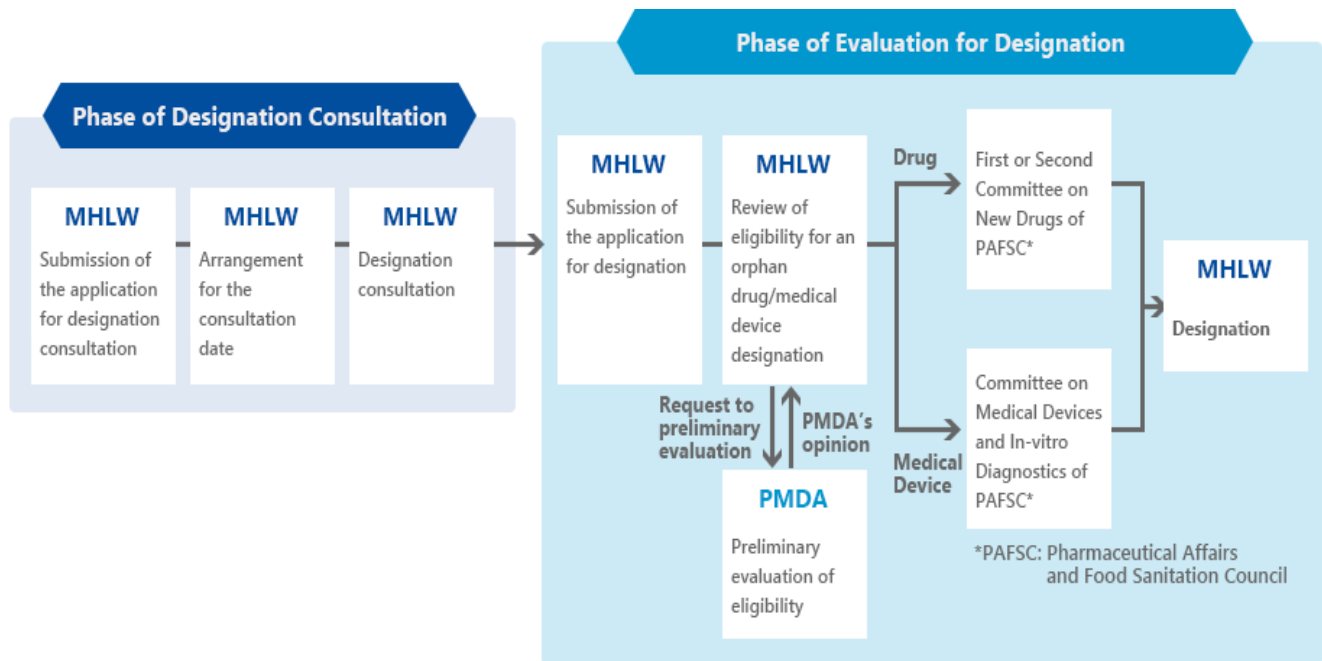 Phase of Designation Consultation
MHLW
Submission of
the application
for designation
consultation
MHLW
Arrangement
for the
consultation
date
MHLW
Designation
consultation
Phase of Evaluation for Designation
MHLW
Submission of
the application
for designation
MHLW
Review of
eligibility for an
orphan
drug/medical
device
designation
Request to
preliminary
evaluation
PMDA's
opinion
PMDA
Preliminary
evaluation of
eligibility
Drug
First or Second
Committee on
New Drugs of
PAFSC*
Medical
Device
Committee on
Medical Devices
and In-vitro
Diagnostics of
PAFSC*
MHLW
Designation
*PAFSC: Pharmaceutical Affairs
and Food Sanitation Council